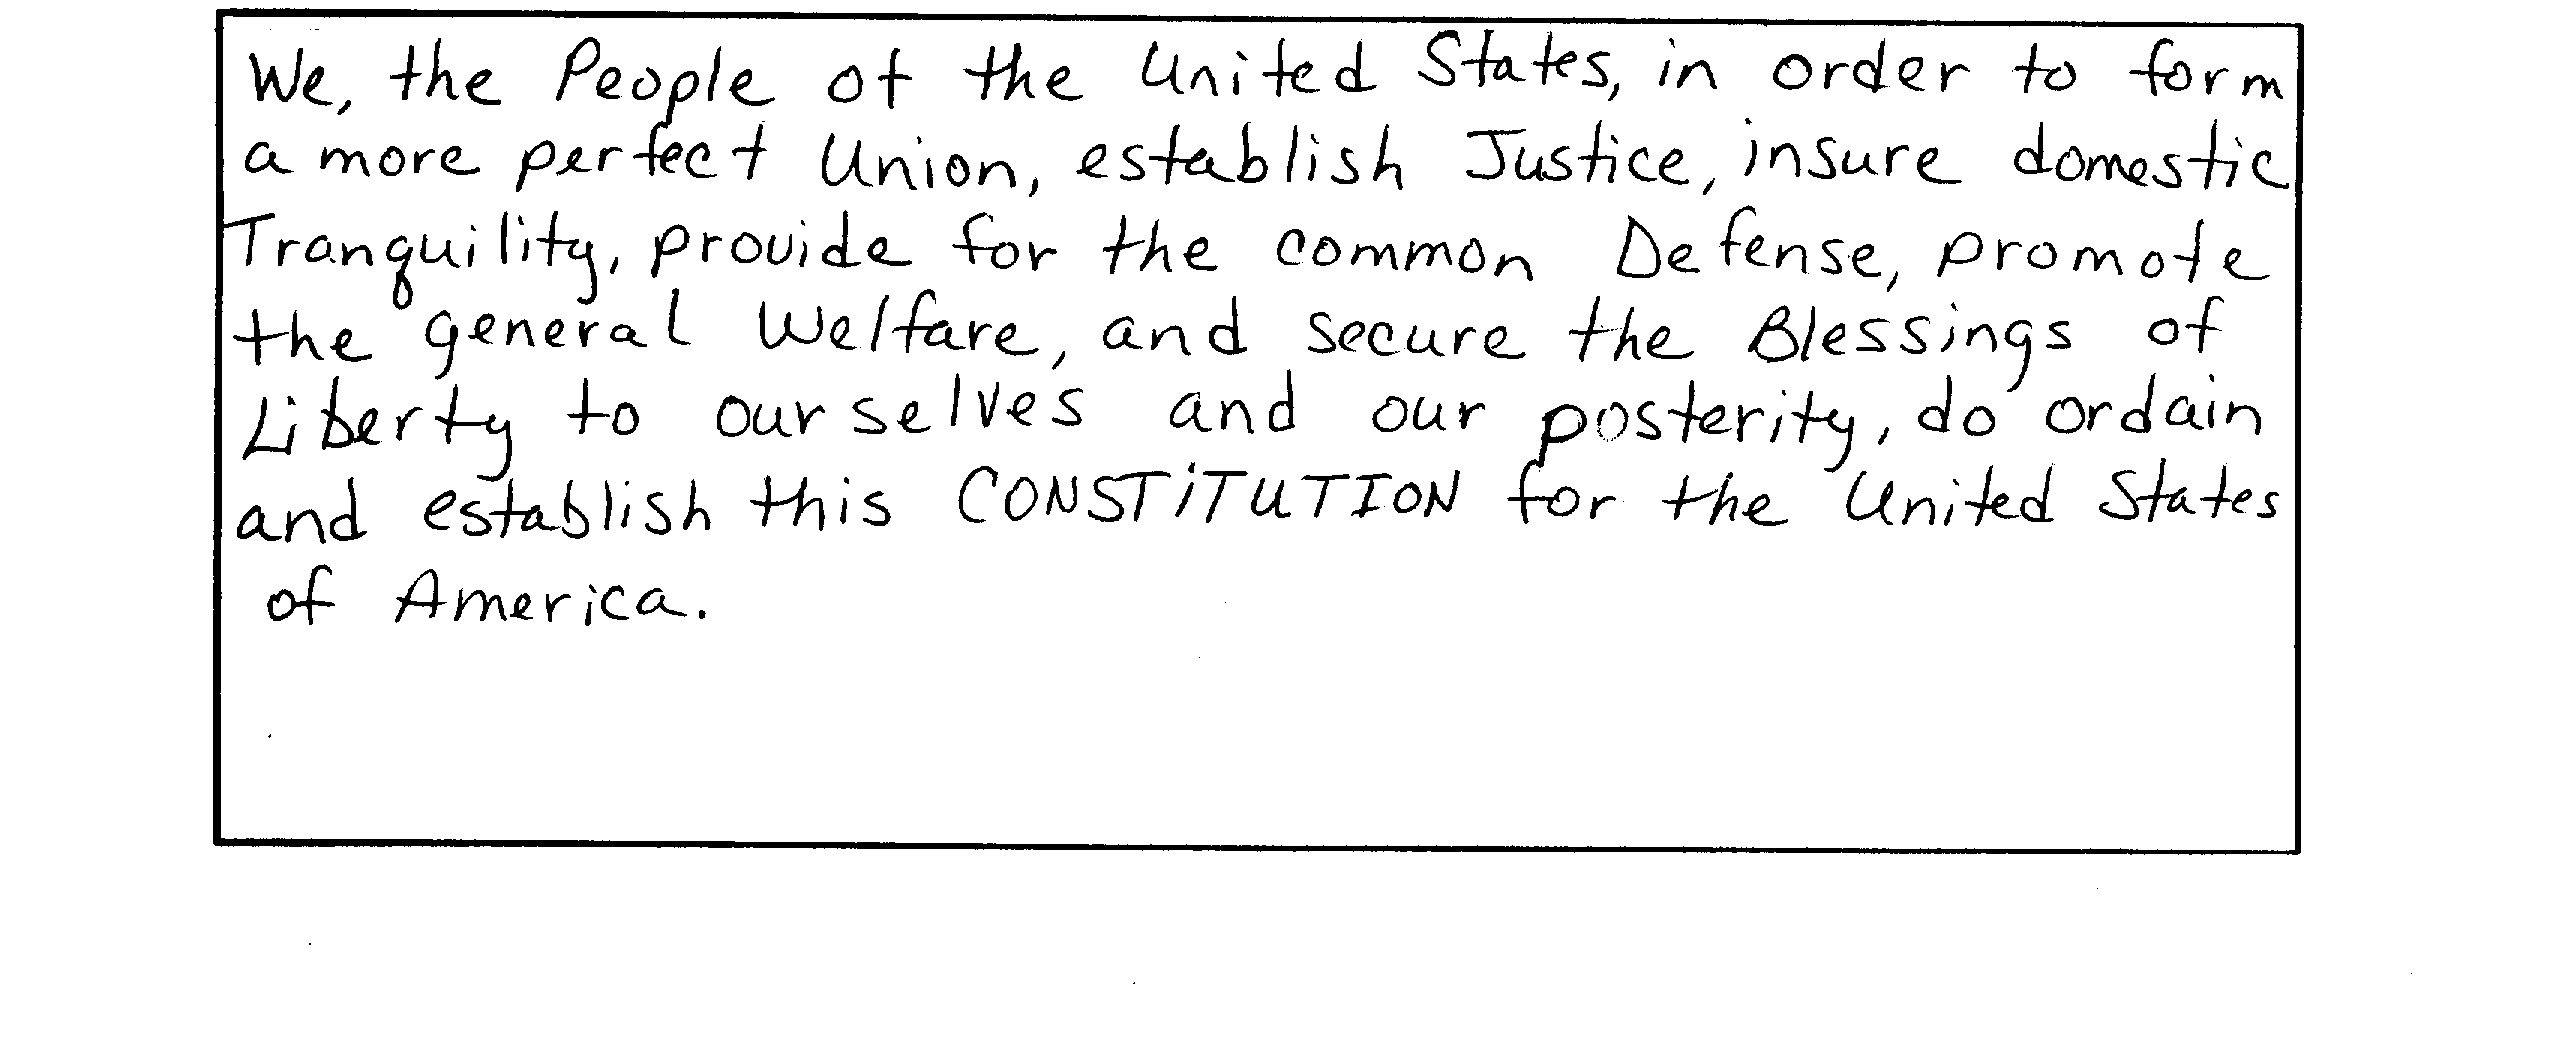 We, the People of the United States, in order to form
a more perfect Union, establish Justice, insure domestic
Tranquility, provide for the common Defense, promote
the general Welfare, and secure the Blessings of
Liberty to ourselves and our posterity, do ordain
and establish this CONSTiTUTION for the United States
of America.